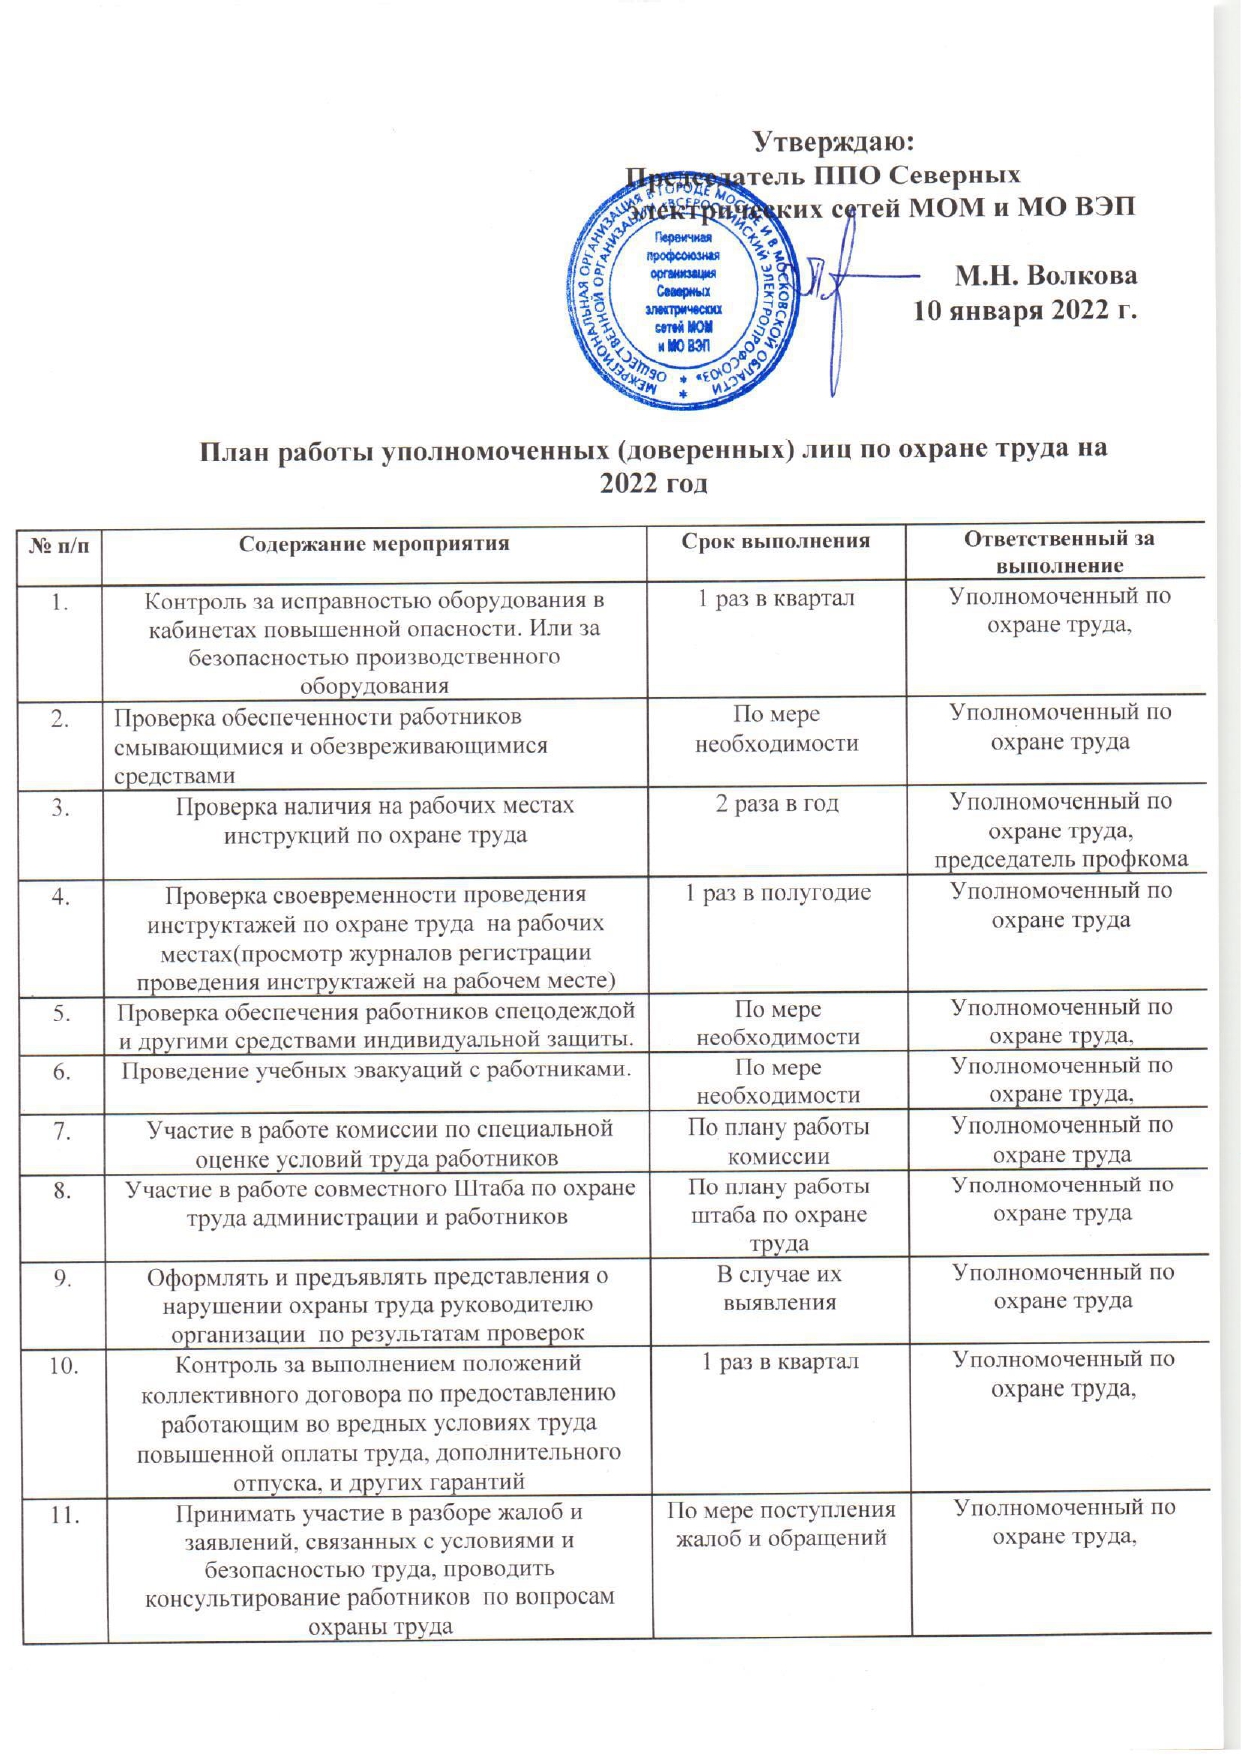 Утверждаю:
Председатель ППО Северных
электрических сетей МОМ и МО ВЭП
МЕЖРЕГИОНАЛЬНАЯ ОРГАНИЗАЦИЯ В ГОРОДЕ МОСКВЕ И В МОСКОВСКОЙ ОБЛАСТИ
ОБЩЕСТВЕННОЙ ОРГАНИЗАЦИИ «ВСЕРОССИЙСКИЙ ЭЛЕКТРОПРОФСОЮЗ»
Первичная
профсоюзная
организация
Северных
электрических
сетей МОМ
и МО ВЭП
М.Н. Волкова
10 января 2022 г.
План работы уполномоченных (доверенных) лиц по охране труда на
2022 год
№ п/п
Содержание мероприятия
Срок выполнения
Ответственный за
выполнение
1.
Контроль за исправностью оборудования в
кабинетах повышенной опасности. Или за
безопасностью производственного
оборудования
1 раз в квартал
Уполномоченный по
охране труда,
2.
Проверка обеспеченности работников
смывающимися и обезвреживающимися
средствами
По мере
необходимости
Уполномоченный по
охране труда
3.
Проверка наличия на рабочих местах
инструкций по охране труда
2 раза в год
Уполномоченный по
охране труда,
председатель профкома
4.
Проверка своевременности проведения
инструктажей по охране труда на рабочих
местах(просмотр журналов регистрации
проведения инструктажей на рабочем месте)
1 раз в полугодие
Уполномоченный по
охране труда
5.
Проверка обеспечения работников спецодеждой
и другими средствами индивидуальной защиты.
По мере
необходимости
Уполномоченный по
охране труда,
6.
Проведение учебных эвакуаций с работниками.
По мере
необходимости
Уполномоченный по
охране труда,
7.
Участие в работе комиссии по специальной
оценке условий труда работников
По плану работы
комиссии
Уполномоченный по
охране труда
8.
Участие в работе совместного Штаба по охране
труда администрации и работников
По плану работы
штаба по охране
труда
Уполномоченный по
охране труда
9.
Оформлять и предъявлять представления о
нарушении охраны труда руководителю
организации по результатам проверок
В случае их
выявления
Уполномоченный по
охране труда
10.
Контроль за выполнением положений
коллективного договора по предоставлению
работающим во вредных условиях труда
повышенной оплаты труда, дополнительного
отпуска, и других гарантий
1 раз в квартал
Уполномоченный по
охране труда,
11.
Принимать участие в разборе жалоб и
заявлений, связанных с условиями и
безопасностью труда, проводить
консультирование работников по вопросам
охраны труда
По мере поступления
жалоб и обращений
Уполномоченный по
охране труда,